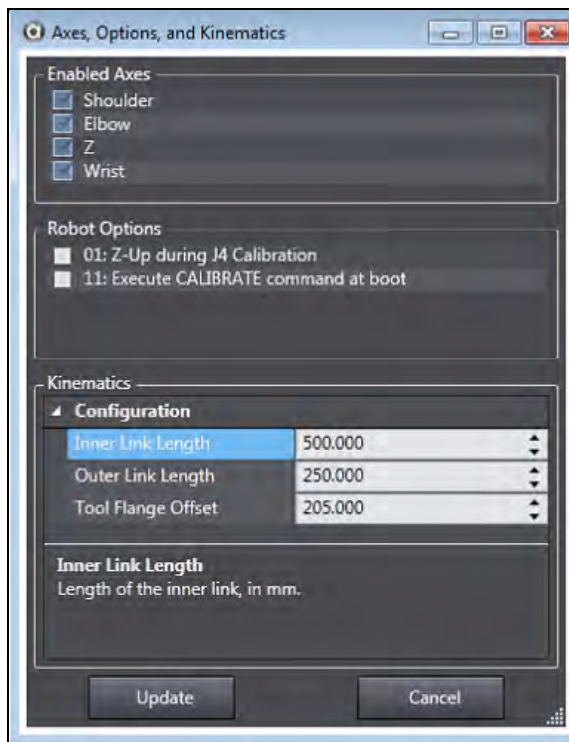 Axes, Options, and Kinematics
Enabled Axes
Shoulder
Elbow
Z
Wrist
Robot Options
01: Z-Up during J4 Calibration
11: Execute CALIBRATE command at boot
Kinematics
Configuration
Inner Link Length 500.000
Outer Link Length 250.000
Tool Flange Offset 205.000
Inner Link Length
Length of the inner link, in mm.
Update Cancel